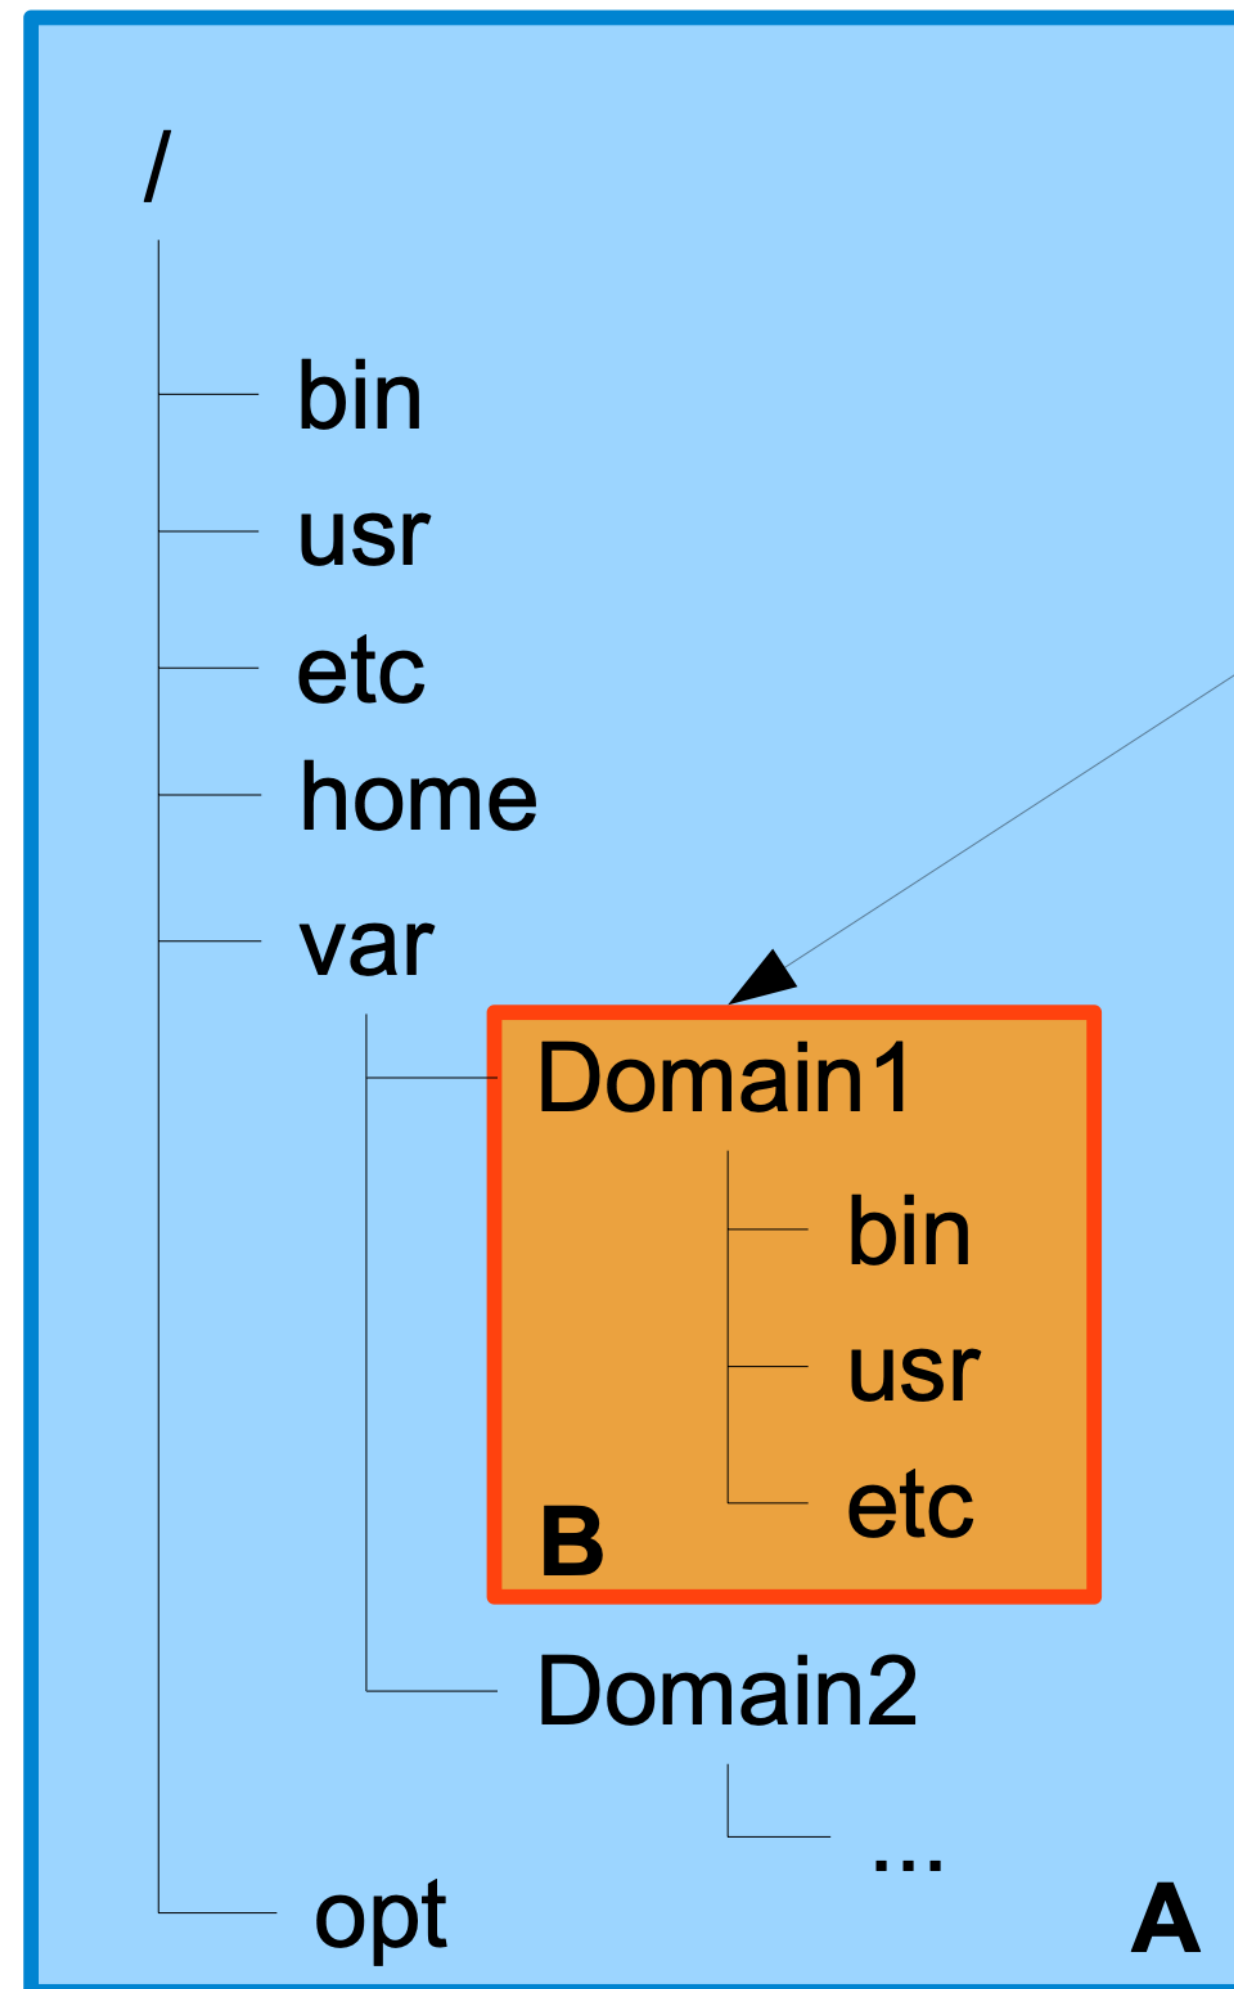 /
bin
usr
etc
home
var
Domain1
bin
usr
etc
B
Domain2
...
opt
A